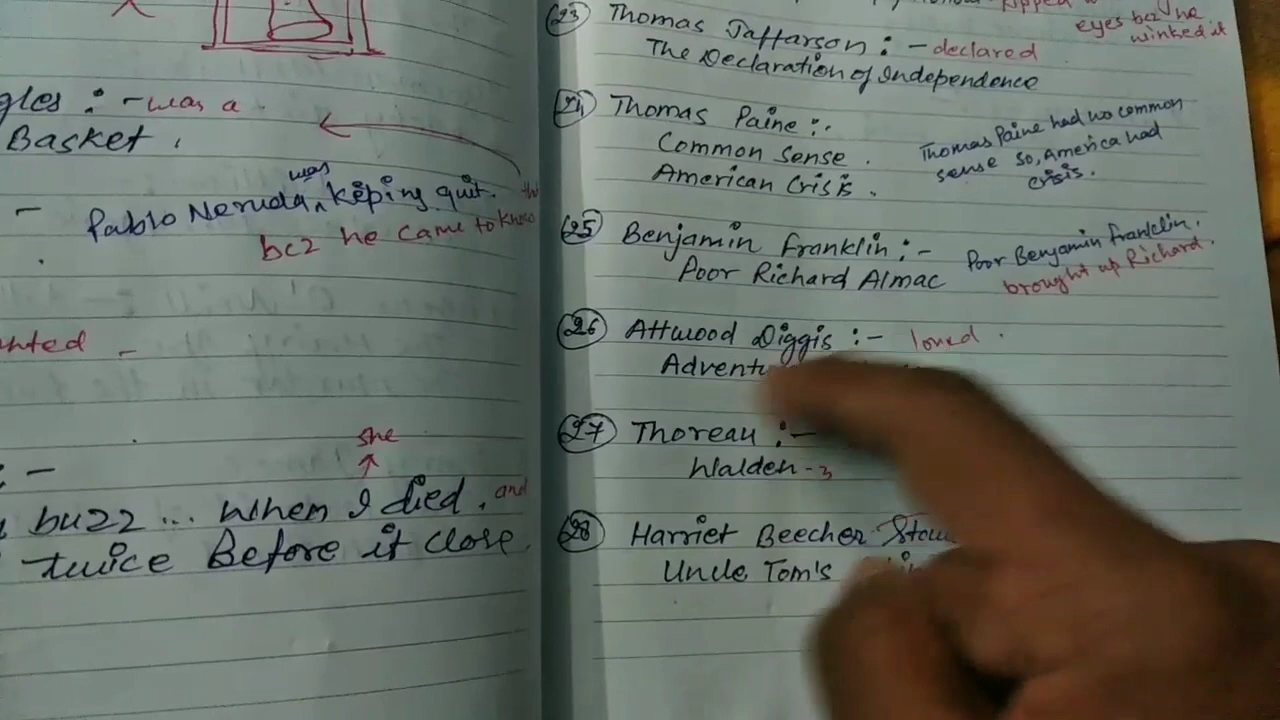 gles : - was a
Basket.
was
- Pablo Neruda ^ keping quit.
bcz he came to know
nted -
she
: -
buzz ... when I died, and
twice Before it close.
ripped
eyes bcz he
winked it
(23) Thomas Jaffarson : - declared
The Declaration of Independence
(24) Thomas Paine :-
Common Sense.
American Crisis.
Thomas Paine had no common
sense so, America had
crisis.
(25) Benjamin Franklin :-
Poor Richard Almac
Poor Benjamin franklin,
brought up Richard.
(26) Attwood Diggis :- loved.
Advent
(27) Thoreau :-
Walden -
(28) Harriet Beecher Stow
Uncle Tom's